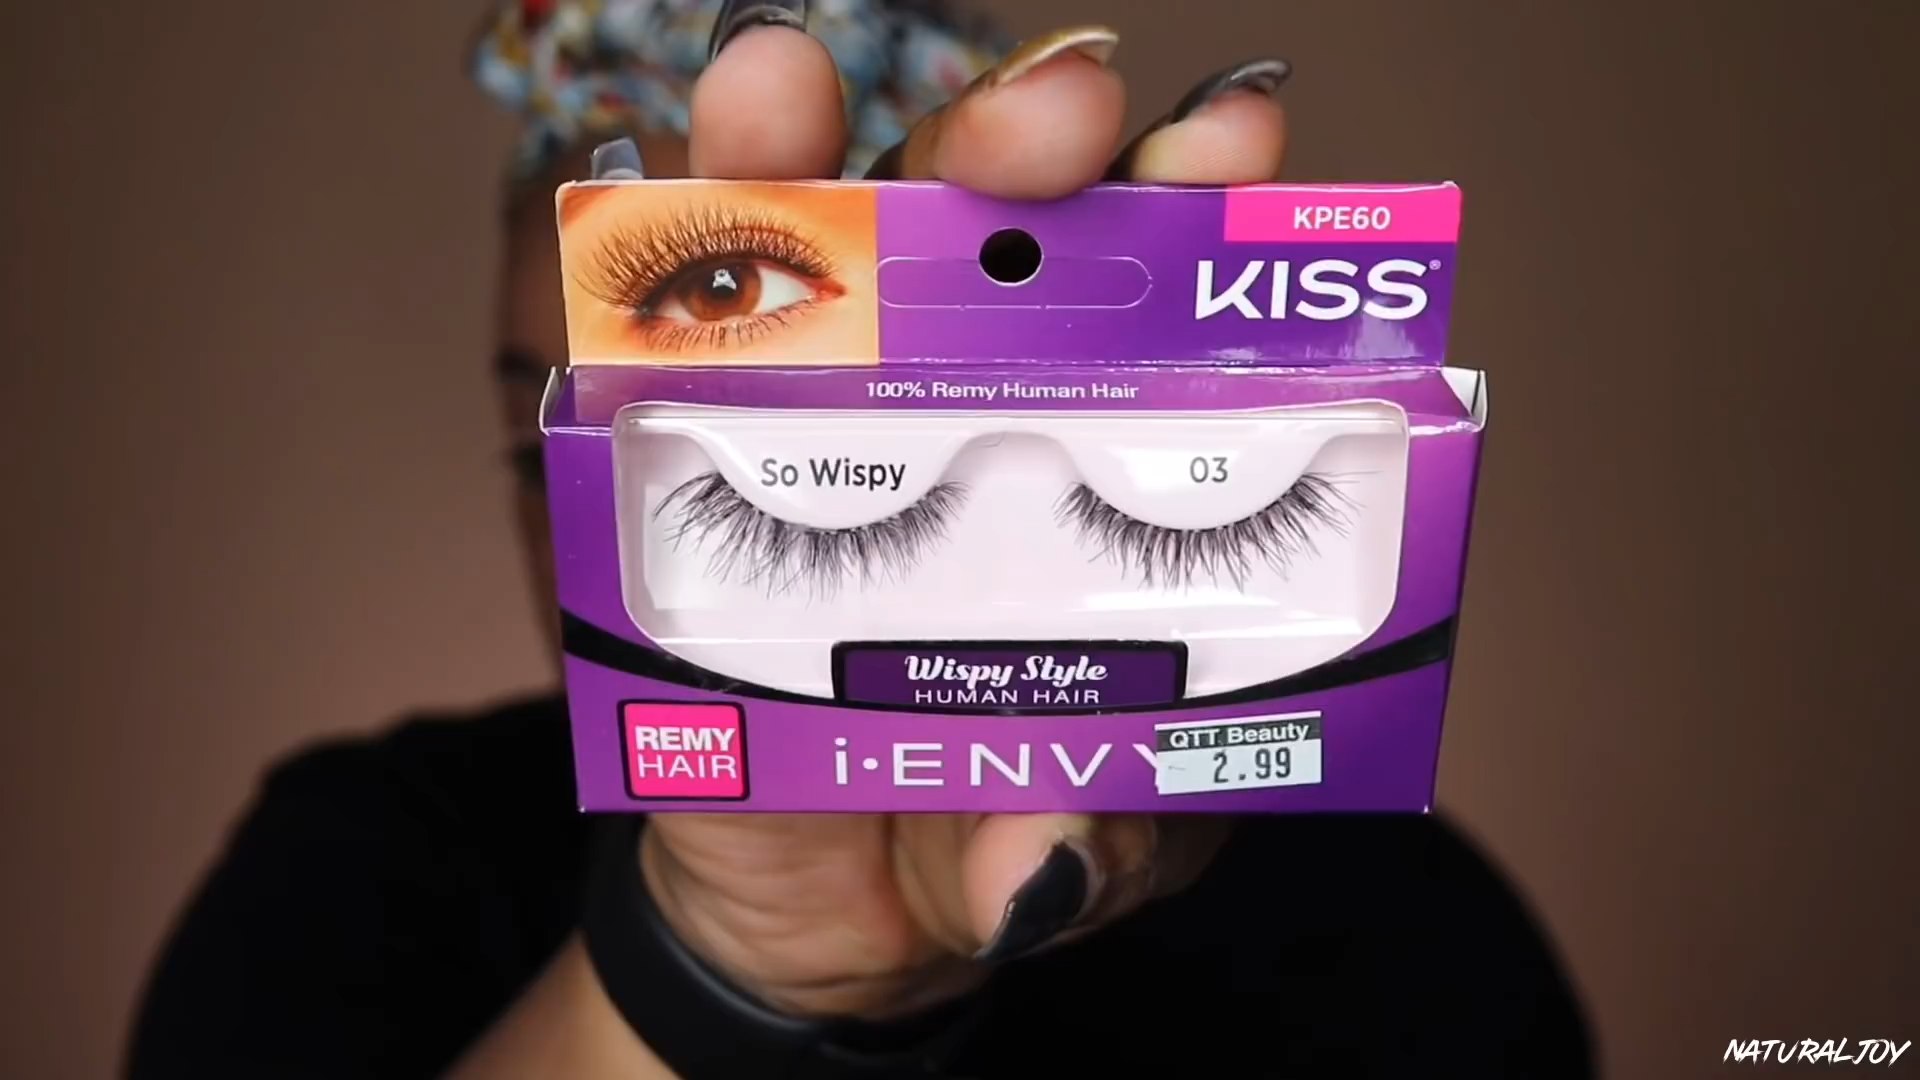 KPE60
KISS®
100% Remy Human Hair
So Wispy
03
Wispy Style
HUMAN HAIR
REMY
HAIR
i•ENVY
QTT Beauty
2.99
NATURALJOY